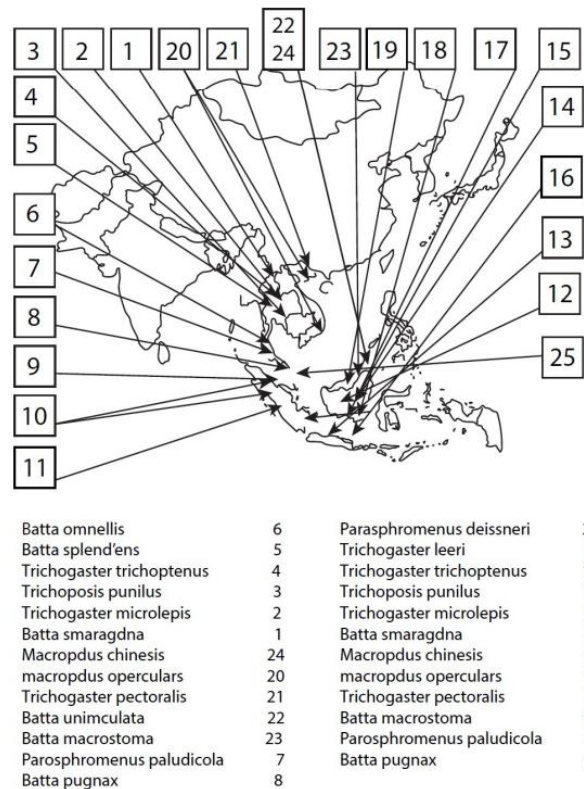 22
3 2 1 20 21 24 23 19 18 17 15
4 14
5 16
6 13
7 12
8
9 25
10
11
Batta omnellis 6 Parasphromenus deissneri
Batta splend'ens 5 Trichogaster leeri
Trichogaster trichoptenus 4 Trichogaster trichoptenus
Trichoposis punilus 3 Trichoposis punilus
Trichogaster microlepis 2 Trichogaster microlepis
Batta smaragdna 1 Batta smaragdna
Macropdus chinesis 24 Macropdus chinesis
macropdus operculars 20 macropdus operculars
Trichogaster pectoralis 21 Trichogaster pectoralis
Batta unimculata 22 Batta macrostoma
Batta macrostoma 23 Parosphromenus paludicola
Parosphromenus paludicola 7 Batta pugnax
Batta pugnax 8